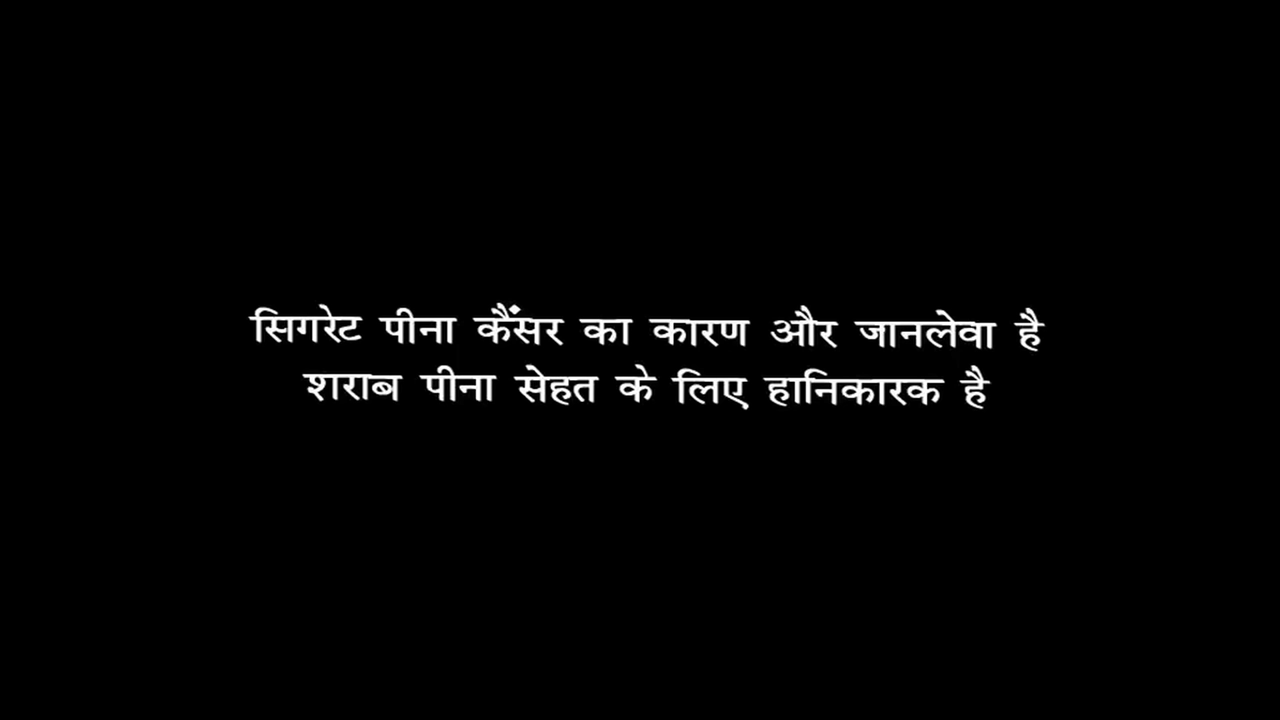 सिगरेट पीना कैंसर का कारण और जानलेवा है
शराब पीना सेहत के लिए हानिकारक है